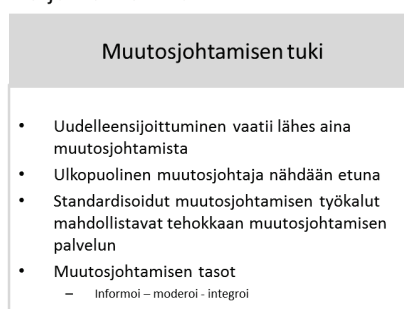 Muutosjohtamisen tuki
• Uudelleensijoittuminen vaatii lähes aina
muutosjohtamista
• Ulkopuolinen muutosjohtaja nähdään etuna
• Standardisoidut muutosjohtamisen työkalut
mahdollistavat tehokkaan muutosjohtamisen
palvelun
• Muutosjohtamisen tasot
– Informoi – moderoi - integroi